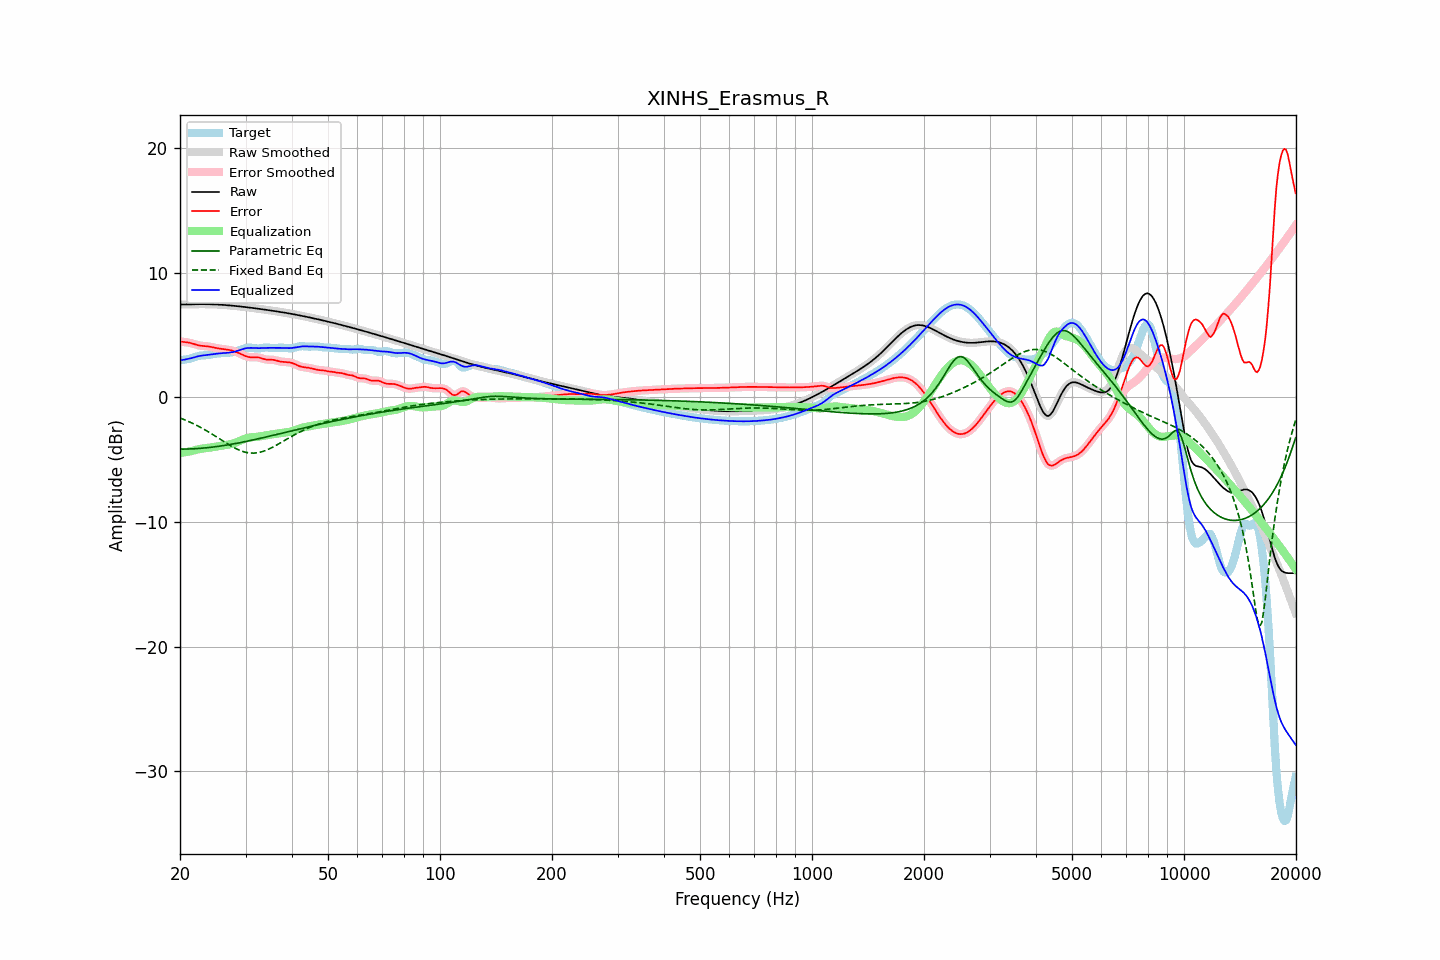 XINHS_Erasmus_R
Target
Raw Smoothed
Error Smoothed
Raw
Error
Equalization
Parametric Eq
Fixed Band Eq
Equalized
Amplitude (dBr)
20
10
0
−10
−20
−30
20
50
100
200
500
1000
2000
5000
10000
20000
Frequency (Hz)